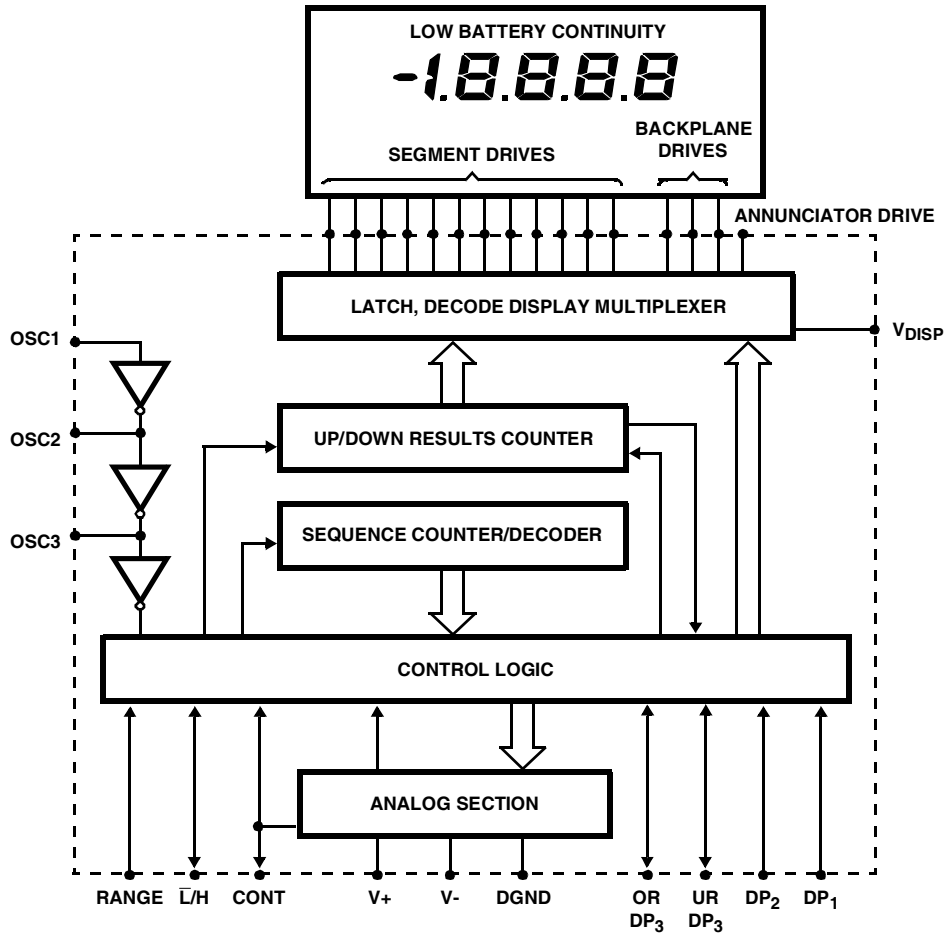 LOW BATTERY CONTINUITY
-1.8.8.8.8
BACKPLANE
DRIVES
SEGMENT DRIVES
ANNUNCIATOR DRIVE
LATCH, DECODE DISPLAY MULTIPLEXER
VDISP
OSC1
UP/DOWN RESULTS COUNTER
OSC2
SEQUENCE COUNTER/DECODER
OSC3
CONTROL LOGIC
ANALOG SECTION
RANGE L̅/H CONT V+ V- DGND OR UR DP2 DP1
DP3 DP3